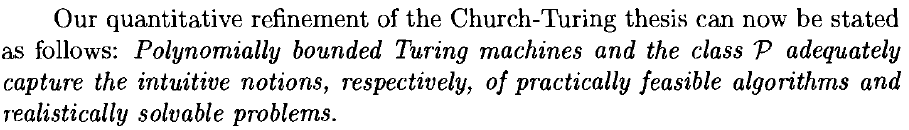 Our quantitative refinement of the Church-Turing thesis can now be stated
as follows: Polynomially bounded Turing machines and the class P adequately
capture the intuitive notions, respectively, of practically feasible algorithms and
realistically solvable problems.